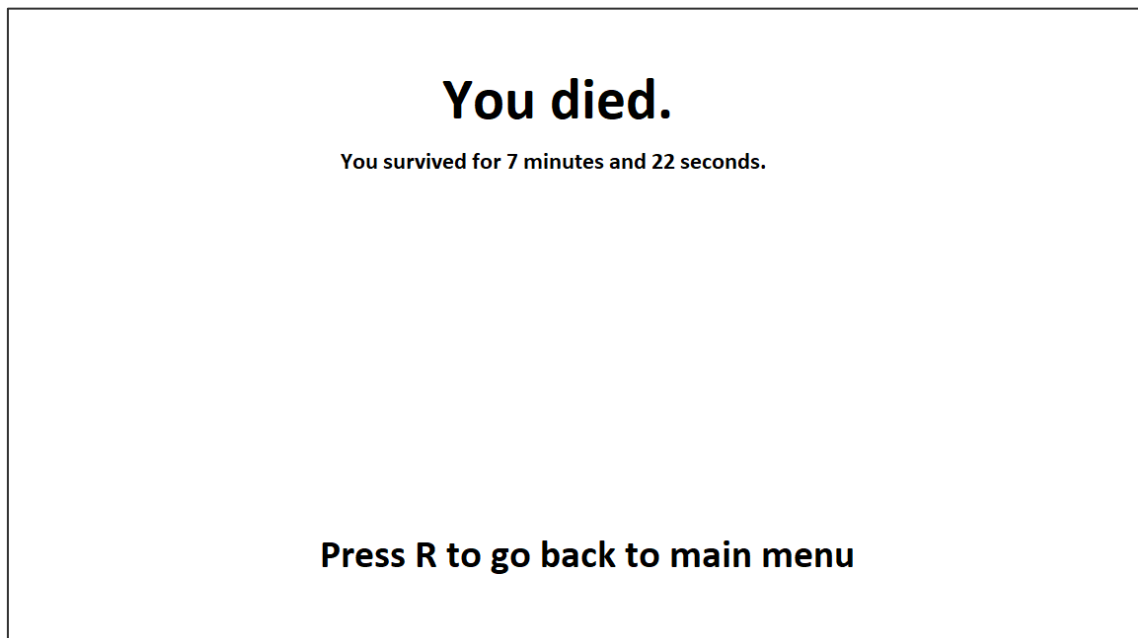 You died.
You survived for 7 minutes and 22 seconds.
Press R to go back to main menu